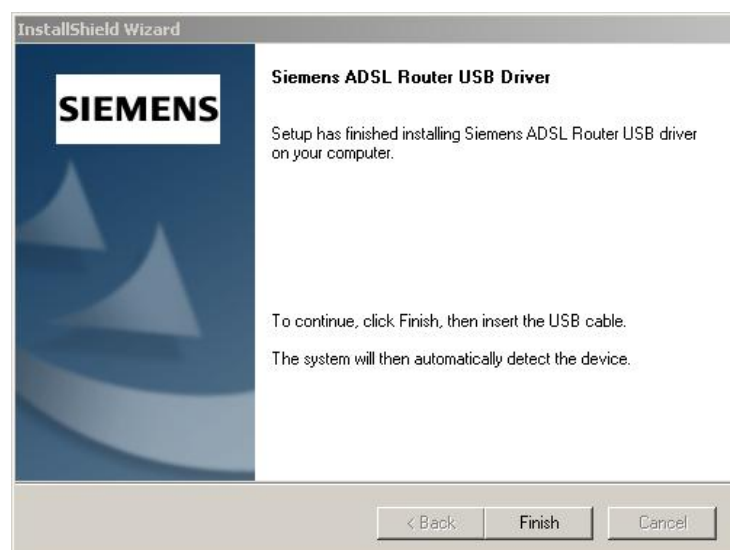 InstallShield Wizard
SIEMENS
Siemens ADSL Router USB Driver
Setup has finished installing Siemens ADSL Router USB driver
on your computer.
To continue, click Finish, then insert the USB cable.
The system will then automatically detect the device.
< Back
Finish
Cancel